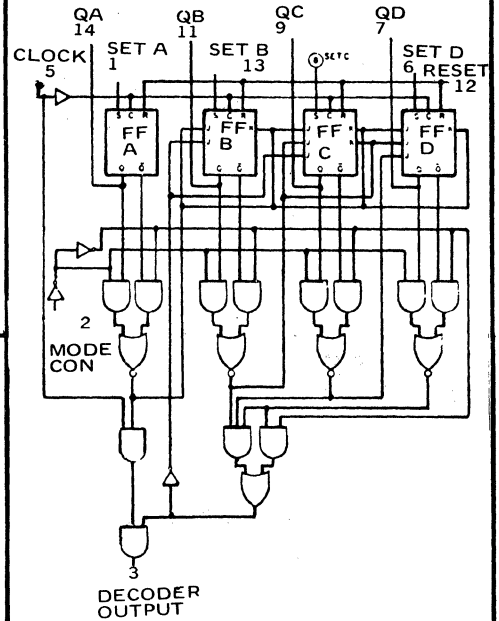 QA
14
QB
11
QC
9
QD
7
CLOCK
5
SET A
1
SET B
13
SET C
SET D
6
RESET
12
S C R
FF
A
Q Q̄
S C R
J FF R
B
J
Q Q̄
S C R
J FF R
J C R
J
Q Q̄
S C R
J FF R
J D
J
Q Q̄
2
MODE
CON
3
DECODER
OUTPUT